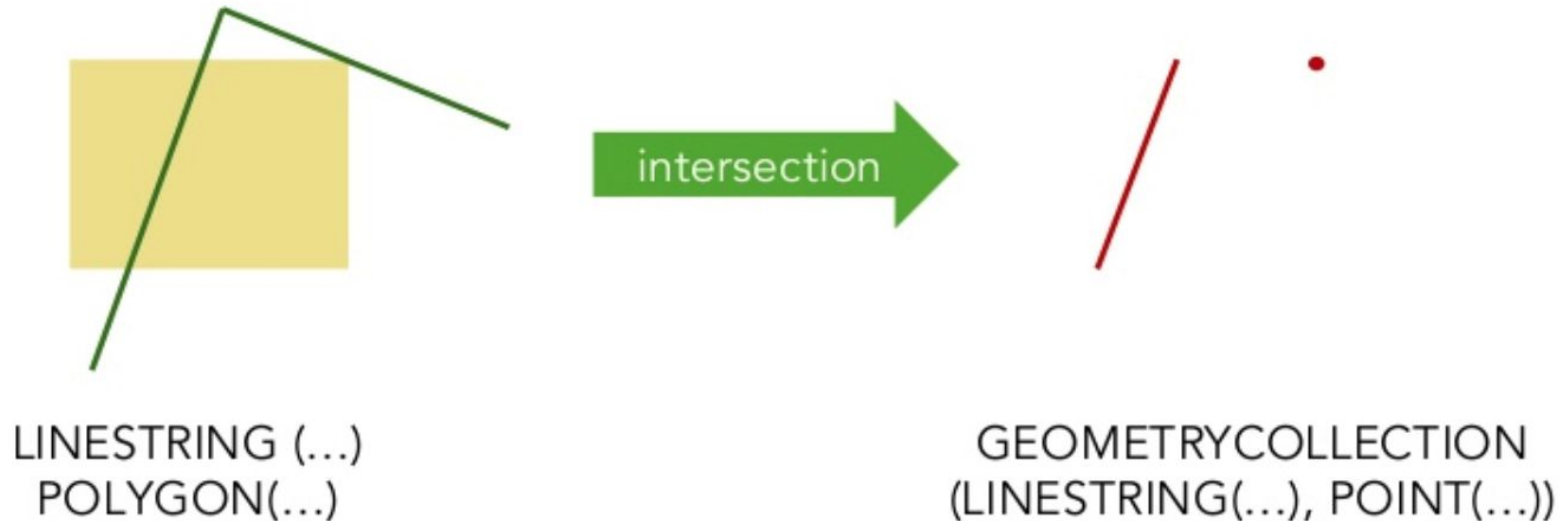 intersection
LINESTRING (...)
POLYGON(...)
GEOMETRYCOLLECTION
(LINESTRING(...), POINT(...))